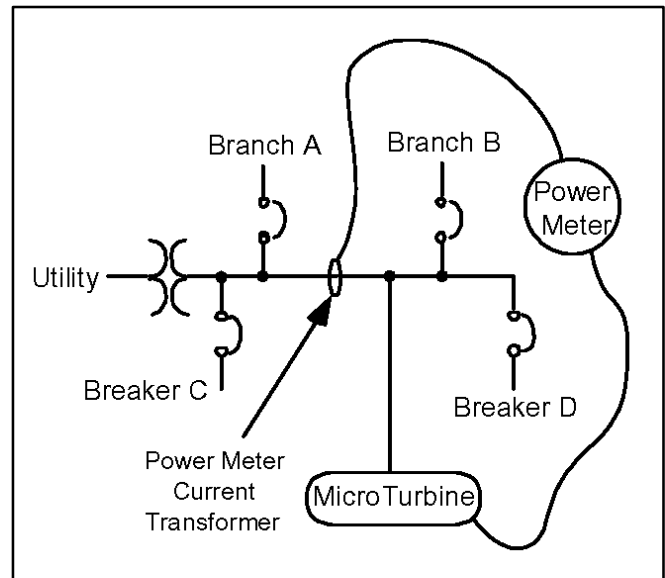 Branch A
Branch B
Power
Meter
Utility
Breaker C
Breaker D
Power Meter
Current
Transformer
MicroTurbine